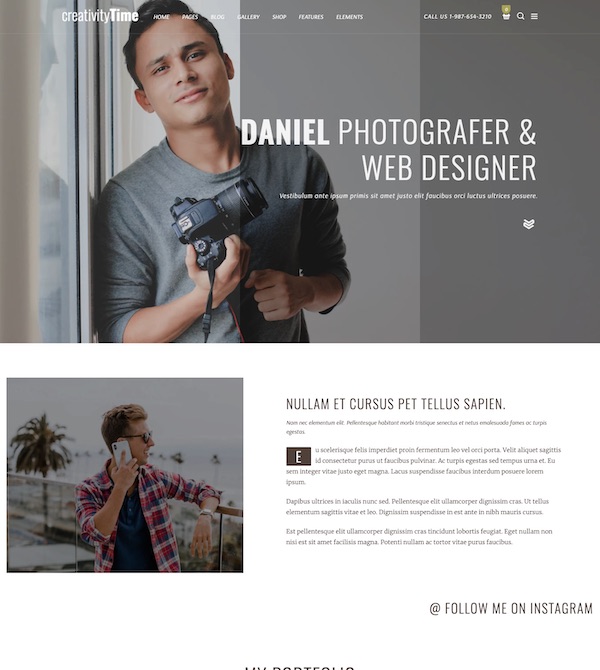 creativityTime HOME PAGES BLOG GALLERY SHOP FEATURES ELEMENTS CALL US 1-987-654-3210 0
DANIEL PHOTOGRAFER &
WEB DESIGNER
Vestibulum ante ipsum primis sit amet justo elit faucibus orci luctus ultrices posuere.
NULLAM ET CURSUS PET TELLUS SAPIEN.
Nam nec elementum elit. Pellentesque habitant morbi tristique senectus et netus malesuada fames ac turpis
egestas.
E u scelerisque felis imperdiet proin fermentum leo vel orci porta. Velit aliquet sagittis
id consectetur purus ut faucibus pulvinar. Ac turpis egestas sed tempus urna et. Eu
sem integer vitae justo eget magna. Lacus suspendisse faucibus interdum posuere lorem
ipsum.
Dapibus ultrices in iaculis nunc sed. Pellentesque elit ullamcorper dignissim cras. Ut tellus
elementum sagittis vitae et leo. Dignissim suspendisse in est ante in nibh mauris cursus.
Est pellentesque elit ullamcorper dignissim cras tincidunt lobortis feugiat. Eget nullam non
nisi est sit amet facilisis magna. Potenti nullam ac tortor vitae purus faucibus.
@ FOLLOW ME ON INSTAGRAM
MY PORTFOLIO